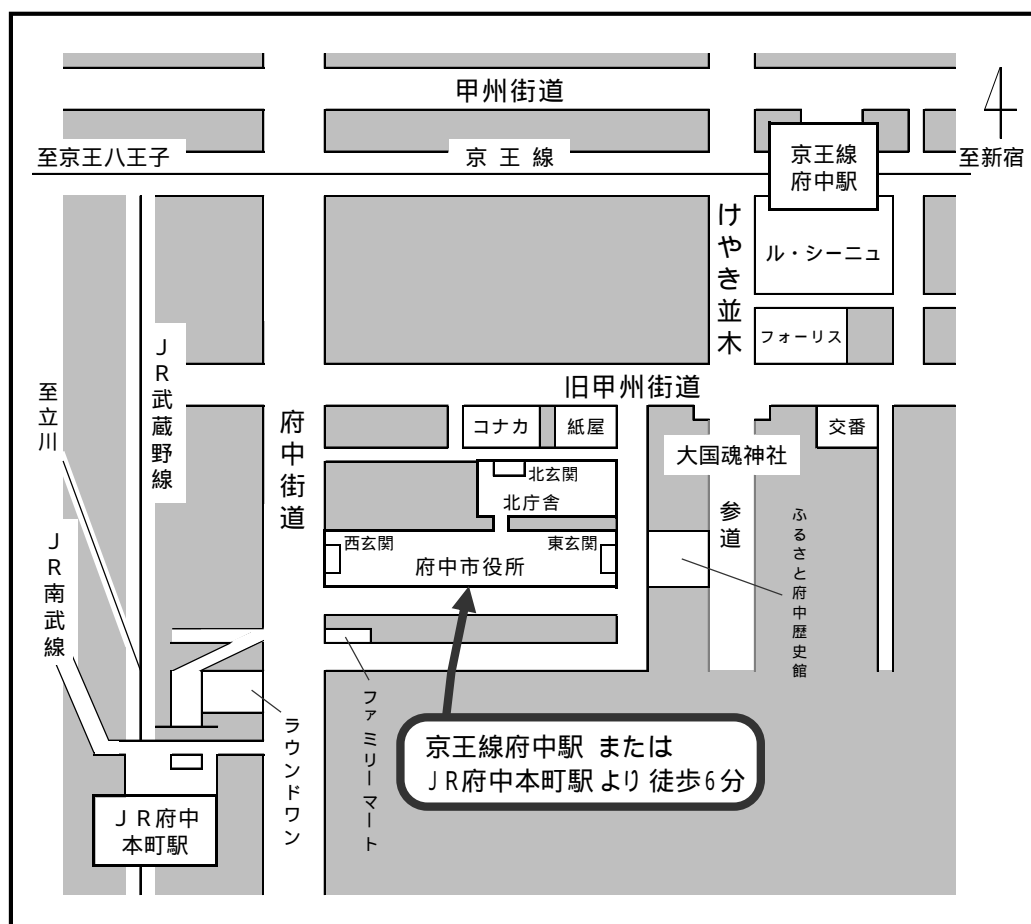 甲州街道
至京王八王子
京王線
京王線
府中駅
至新宿
けやき並木
ル・シーニュ
フォーリス
JR武蔵野線
至立川
旧甲州街道
府中街道
コナカ
紙屋
交番
大国魂神社
北玄関
北庁舎
参道
ふるさと府中歴史館
西玄関
東玄関
府中市役所
JR南武線
ラウンドワン
ファミリーマート
京王線府中駅 または
JR府中本町駅より 徒歩6分
JR府中
本町駅